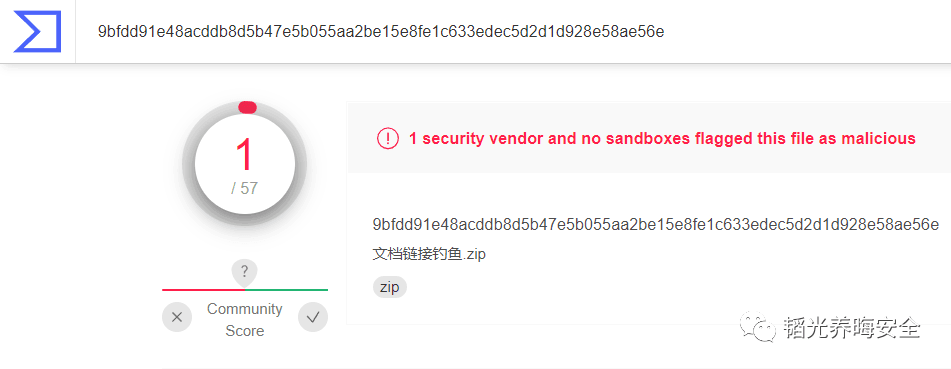 9bfdd91e48acddb8d5b47e5b055aa2be15e8fe1c633edec5d2d1d928e58ae56e
1
/ 57
1 security vendor and no sandboxes flagged this file as malicious
9bfdd91e48acddb8d5b47e5b055aa2be15e8fe1c633edec5d2d1d928e58ae56e
文档链接钓鱼.zip
zip
?
Community
Score
韬光养晦安全